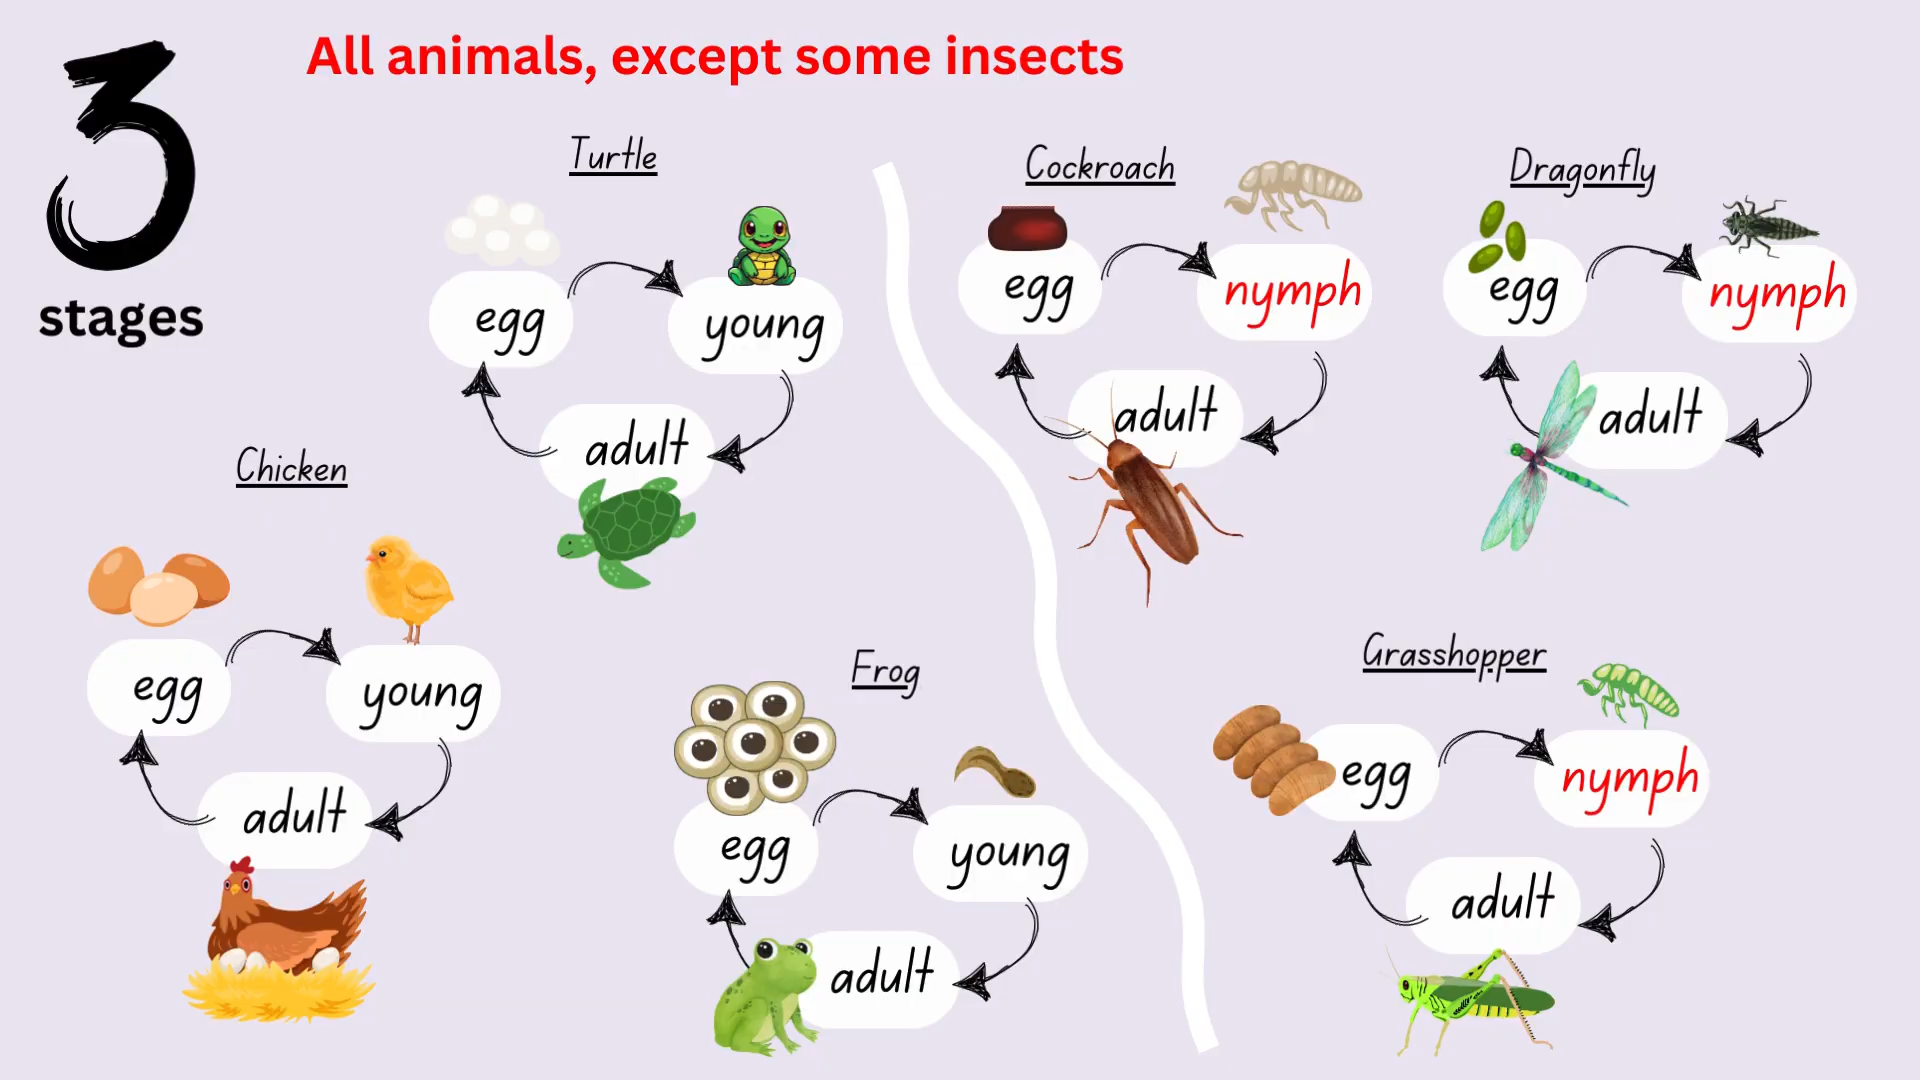 3
stages
All animals, except some insects
Turtle
egg
young
adult
Chicken
egg
young
adult
Frog
egg
young
adult
Cockroach
egg
nymph
adult
Dragonfly
egg
nymph
adult
Grasshopper
egg
nymph
adult